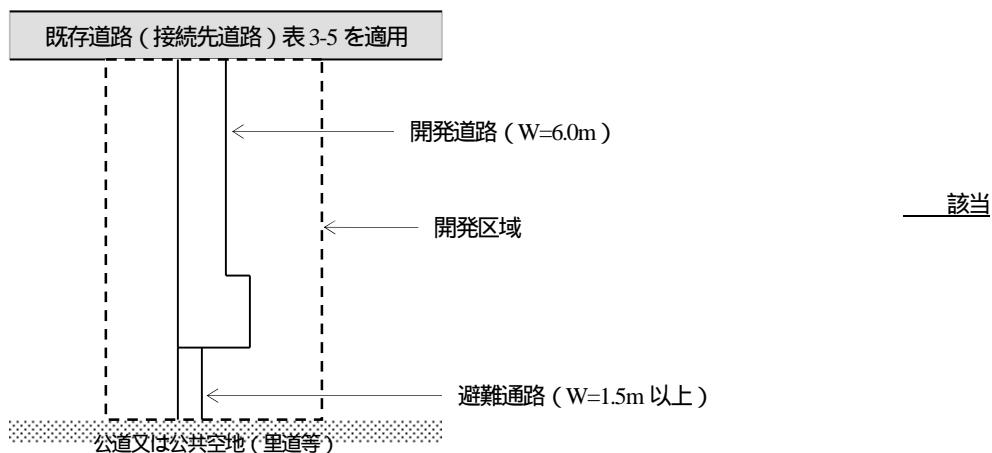 既存道路(接続先道路)表 3-5 を適用
開発道路(W=6.0m)
該当
開発区域
避難通路(W=1.5m 以上)
公道又は公共空地(里道等)